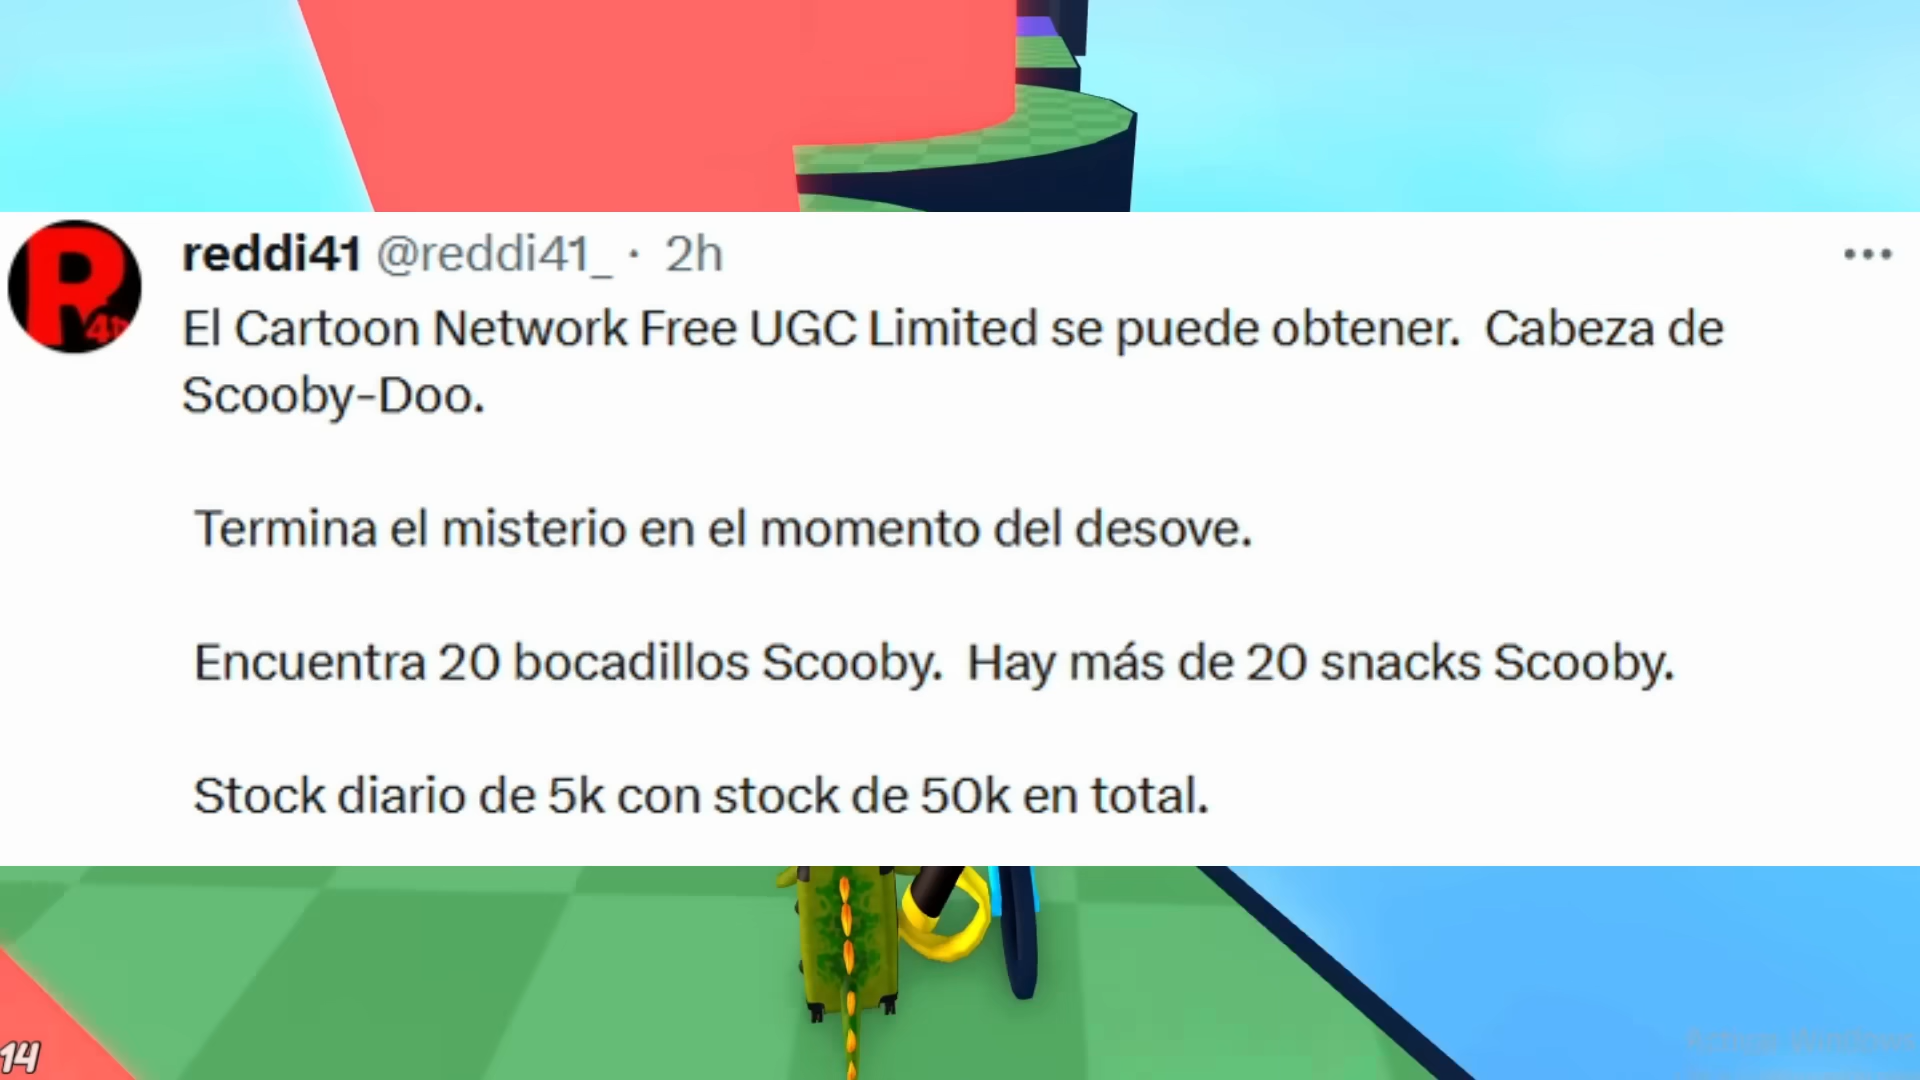 reddi41 @reddi41_ · 2h
El Cartoon Network Free UGC Limited se puede obtener. Cabeza de
Scooby-Doo.
Termina el misterio en el momento del desove.
Encuentra 20 bocadillos Scooby. Hay más de 20 snacks Scooby.
Stock diario de 5k con stock de 50k en total.
14